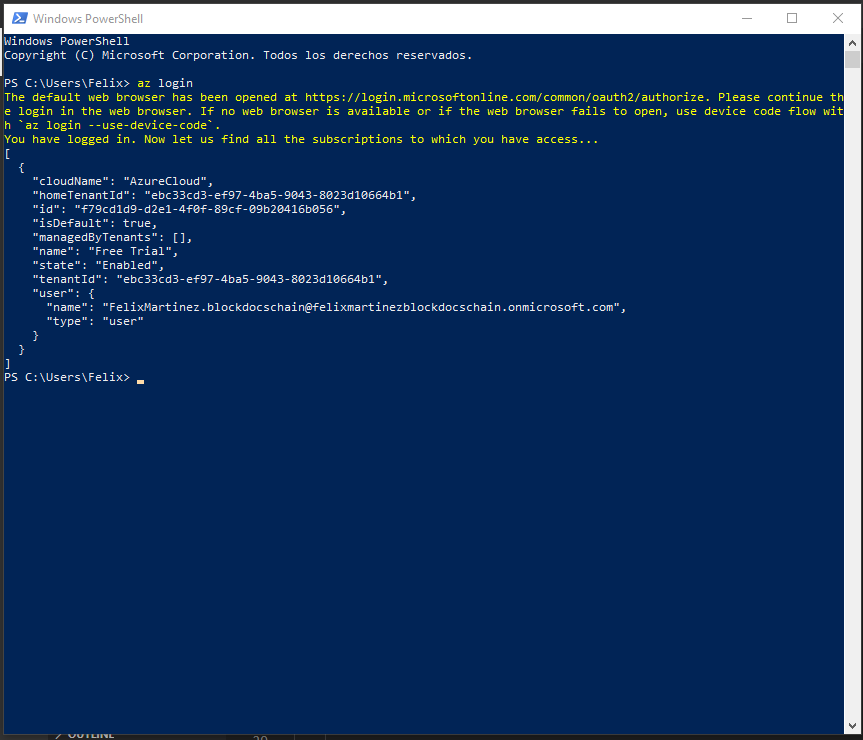 Windows PowerShell
Windows PowerShell
Copyright (C) Microsoft Corporation. Todos los derechos reservados.
PS C:\Users\Felix> az login
The default web browser has been opened at https://login.microsoftonline.com/common/oauth2/authorize. Please continue th
e login in the web browser. If no web browser is available or if the web browser fails to open, use device code flow wit
h `az login --use-device-code`.
You have logged in. Now let us find all the subscriptions to which you have access...
[
  {
    "cloudName": "AzureCloud",
    "homeTenantId": "ebc33cd3-ef97-4ba5-9043-8023d10664b1",
    "id": "f79cd1d9-d2e1-4f0f-89cf-09b20416b056",
    "isDefault": true,
    "managedByTenants": [],
    "name": "Free Trial",
    "state": "Enabled",
    "tenantId": "ebc33cd3-ef97-4ba5-9043-8023d10664b1",
    "user": {
      "name": "FelixMartinez.blockdocschain@felixmartinezblockdocschain.onmicrosoft.com",
      "type": "user"
    }
  }
]
PS C:\Users\Felix>
OUTLINE